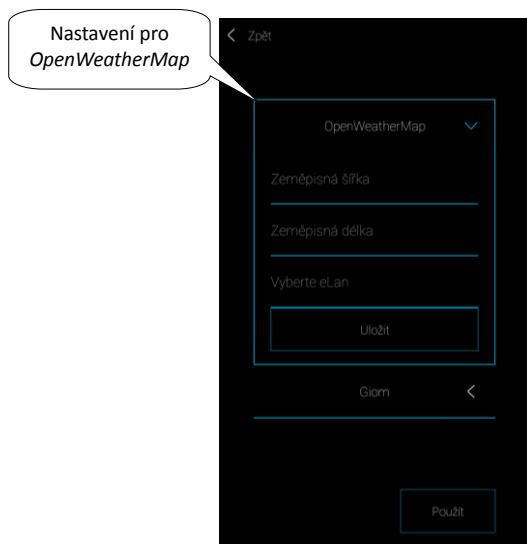 Nastavení pro
OpenWeatherMap
Zpět
OpenWeatherMap
Zeměpisná šířka
Zeměpisná délka
Vyberte eLan
Uložit
Giom
Použít